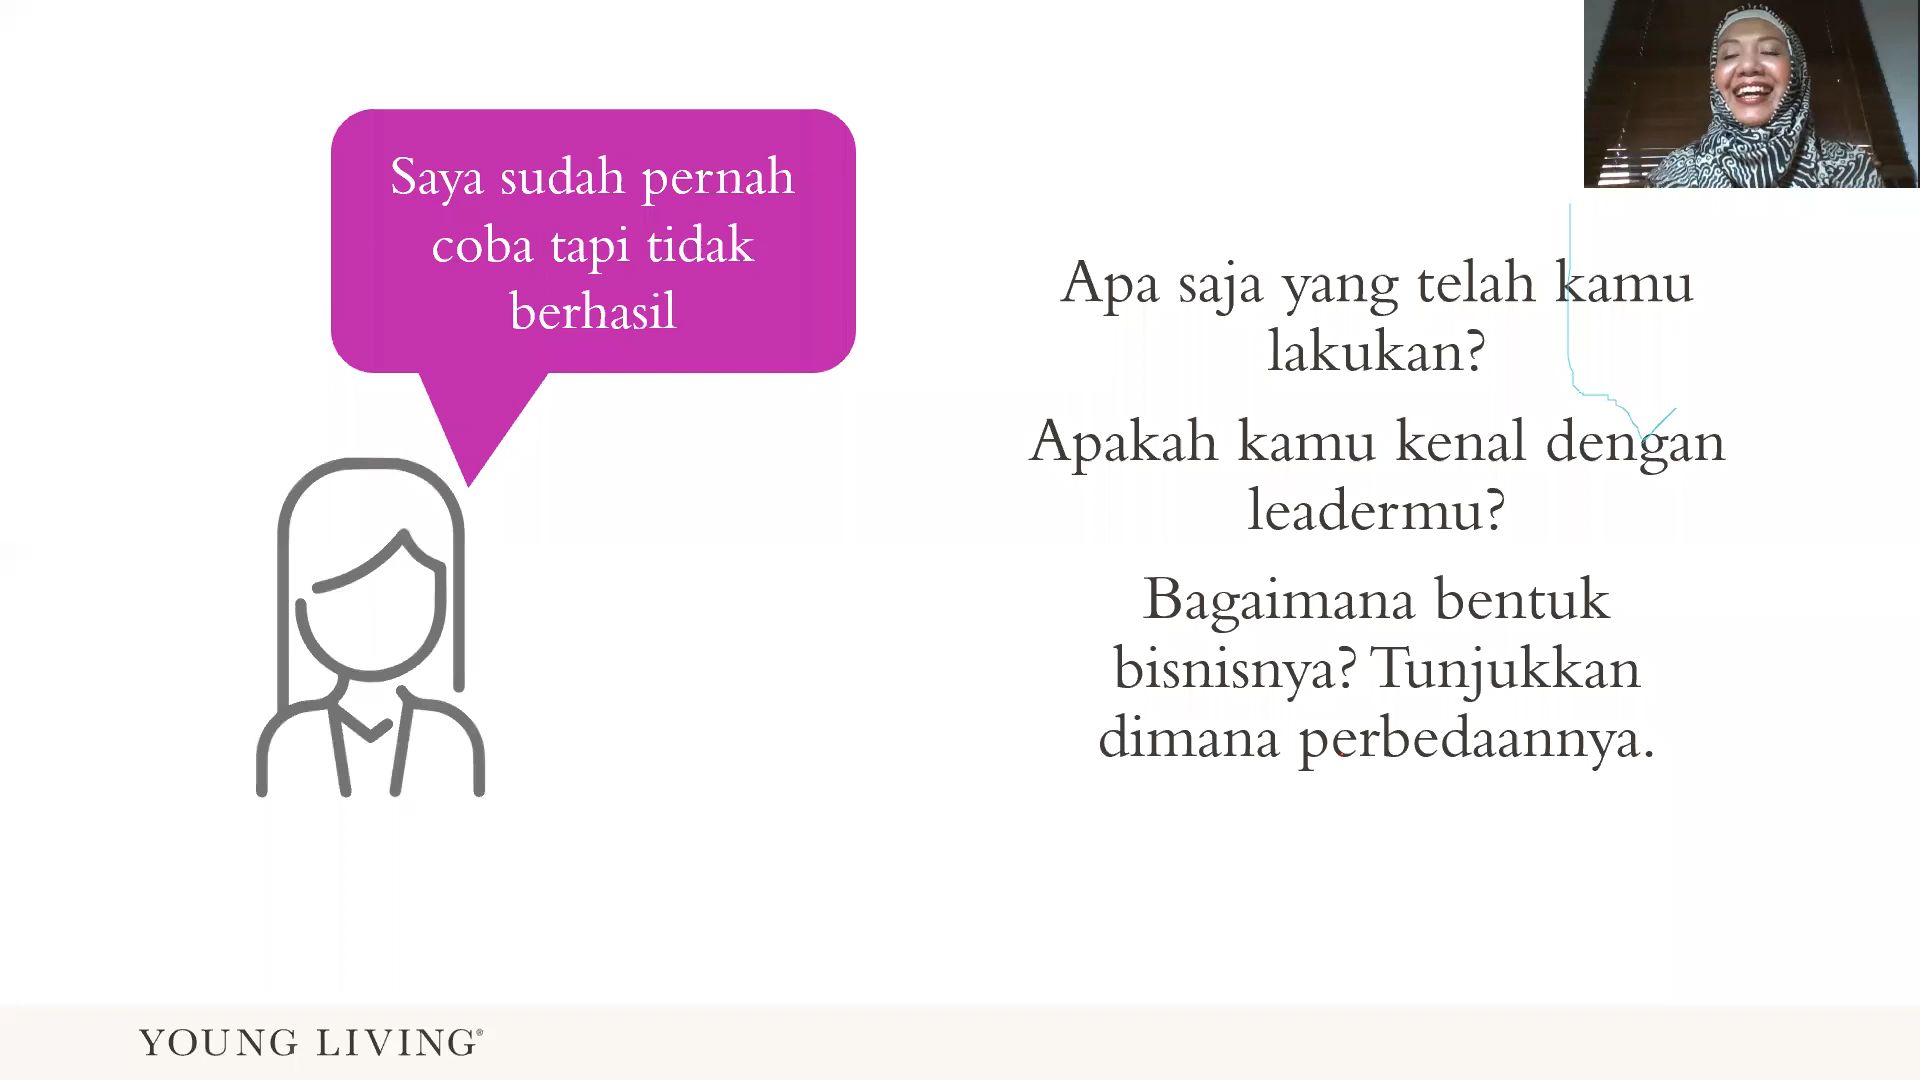 Saya sudah pernah
coba tapi tidak
berhasil
Apa saja yang telah kamu
lakukan?
Apakah kamu kenal dengan
leadermu?
Bagaimana bentuk
bisnisnya? Tunjukkan
dimana perbedaannya.
YOUNG LIVING®